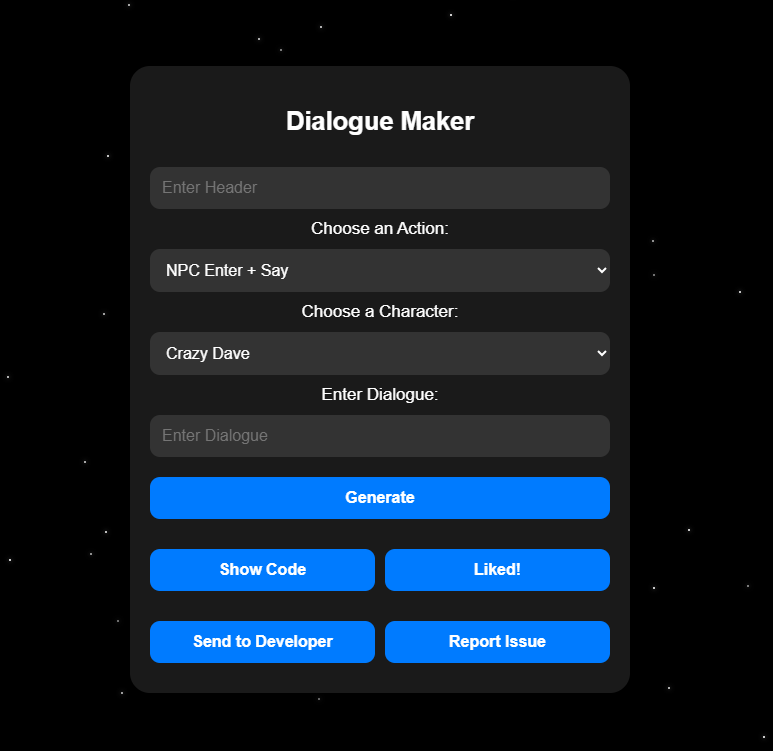 Dialogue Maker
Enter Header
Choose an Action:
NPC Enter + Say
Choose a Character:
Crazy Dave
Enter Dialogue:
Enter Dialogue
Generate
Show Code
Liked!
Send to Developer
Report Issue